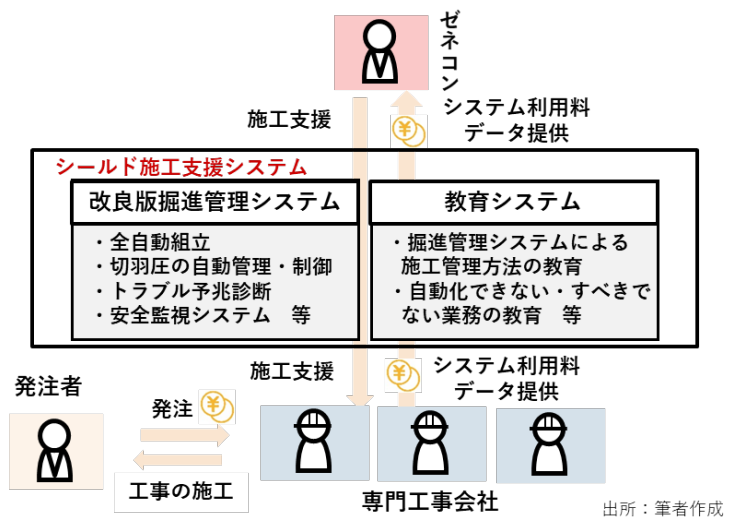 ゼネコン
施工支援
システム利用料
データ提供
¥
シールド施工支援システム
改良版掘進管理システム
・全自動組立
・切羽圧の自動管理・制御
・トラブル予兆診断
・安全監視システム 等
教育システム
・掘進管理システムによる
施工管理方法の教育
・自動化できない・すべきで
ない業務の教育 等
施工支援
¥
システム利用料
データ提供
発注者
発注
¥
工事の施工
専門工事会社
出所：筆者作成